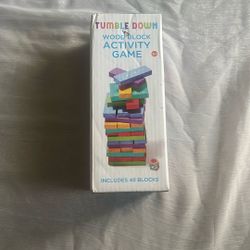 TUMBLE DOWN
WOOD BLOCK
ACTIVITY
GAME
INCLUDES 48 BLOCKS